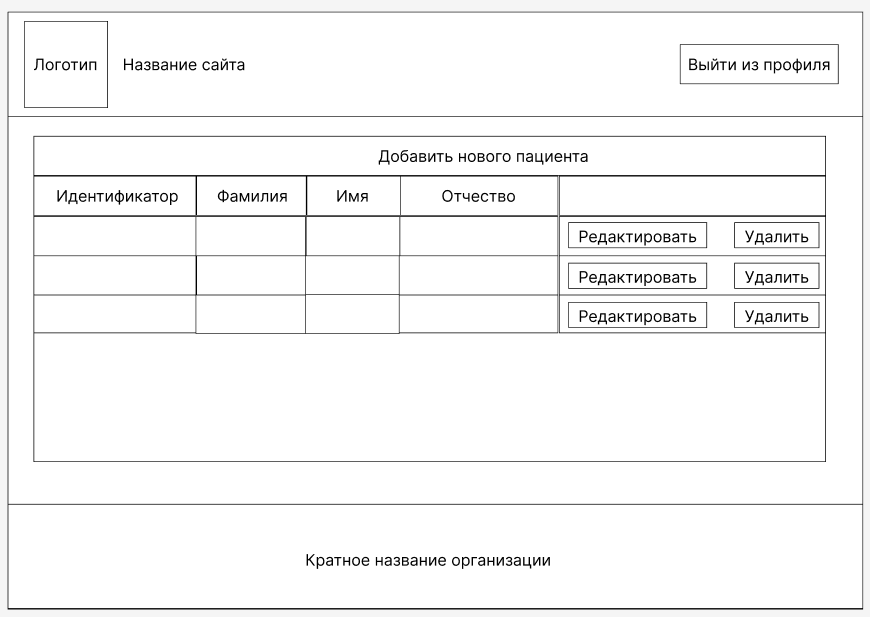 Логотип
Название сайта
Выйти из профиля
Добавить нового пациента
Идентификатор Фамилия Имя Отчество
Редактировать Удалить
Редактировать Удалить
Редактировать Удалить
Кратное название организации